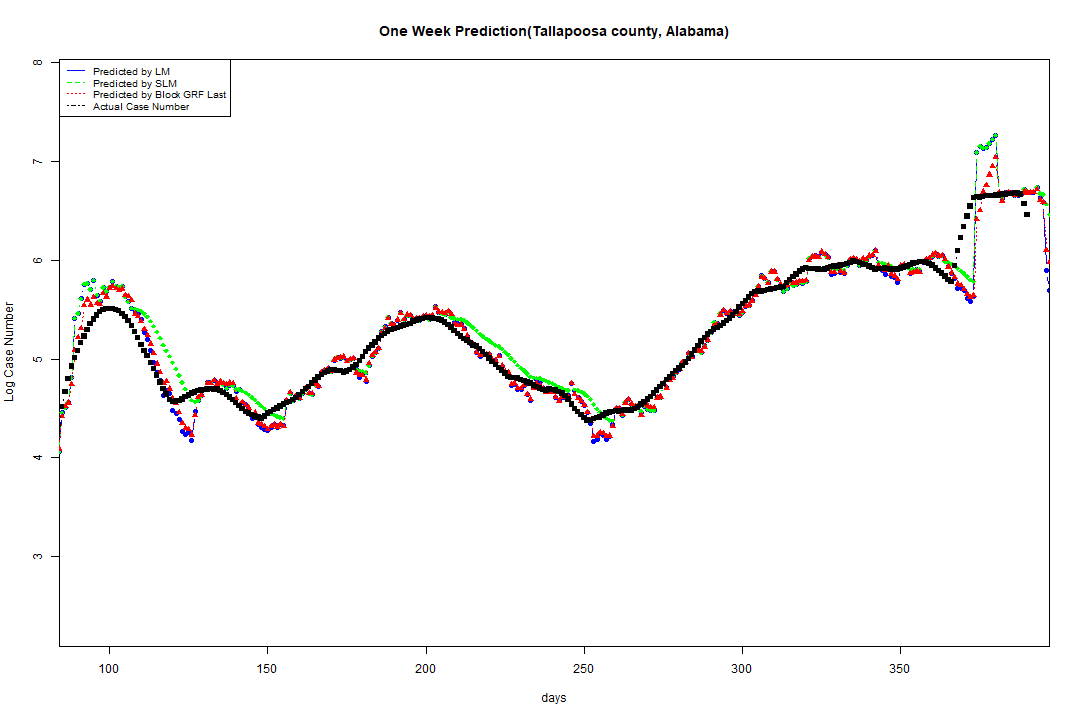 One Week Prediction(Tallapoosa county, Alabama)
Predicted by LM
Predicted by SLM
Predicted by Block GRF Last
Actual Case Number
8
7
6
5
4
3
Log Case Number
100 150 200 250 300 350
days